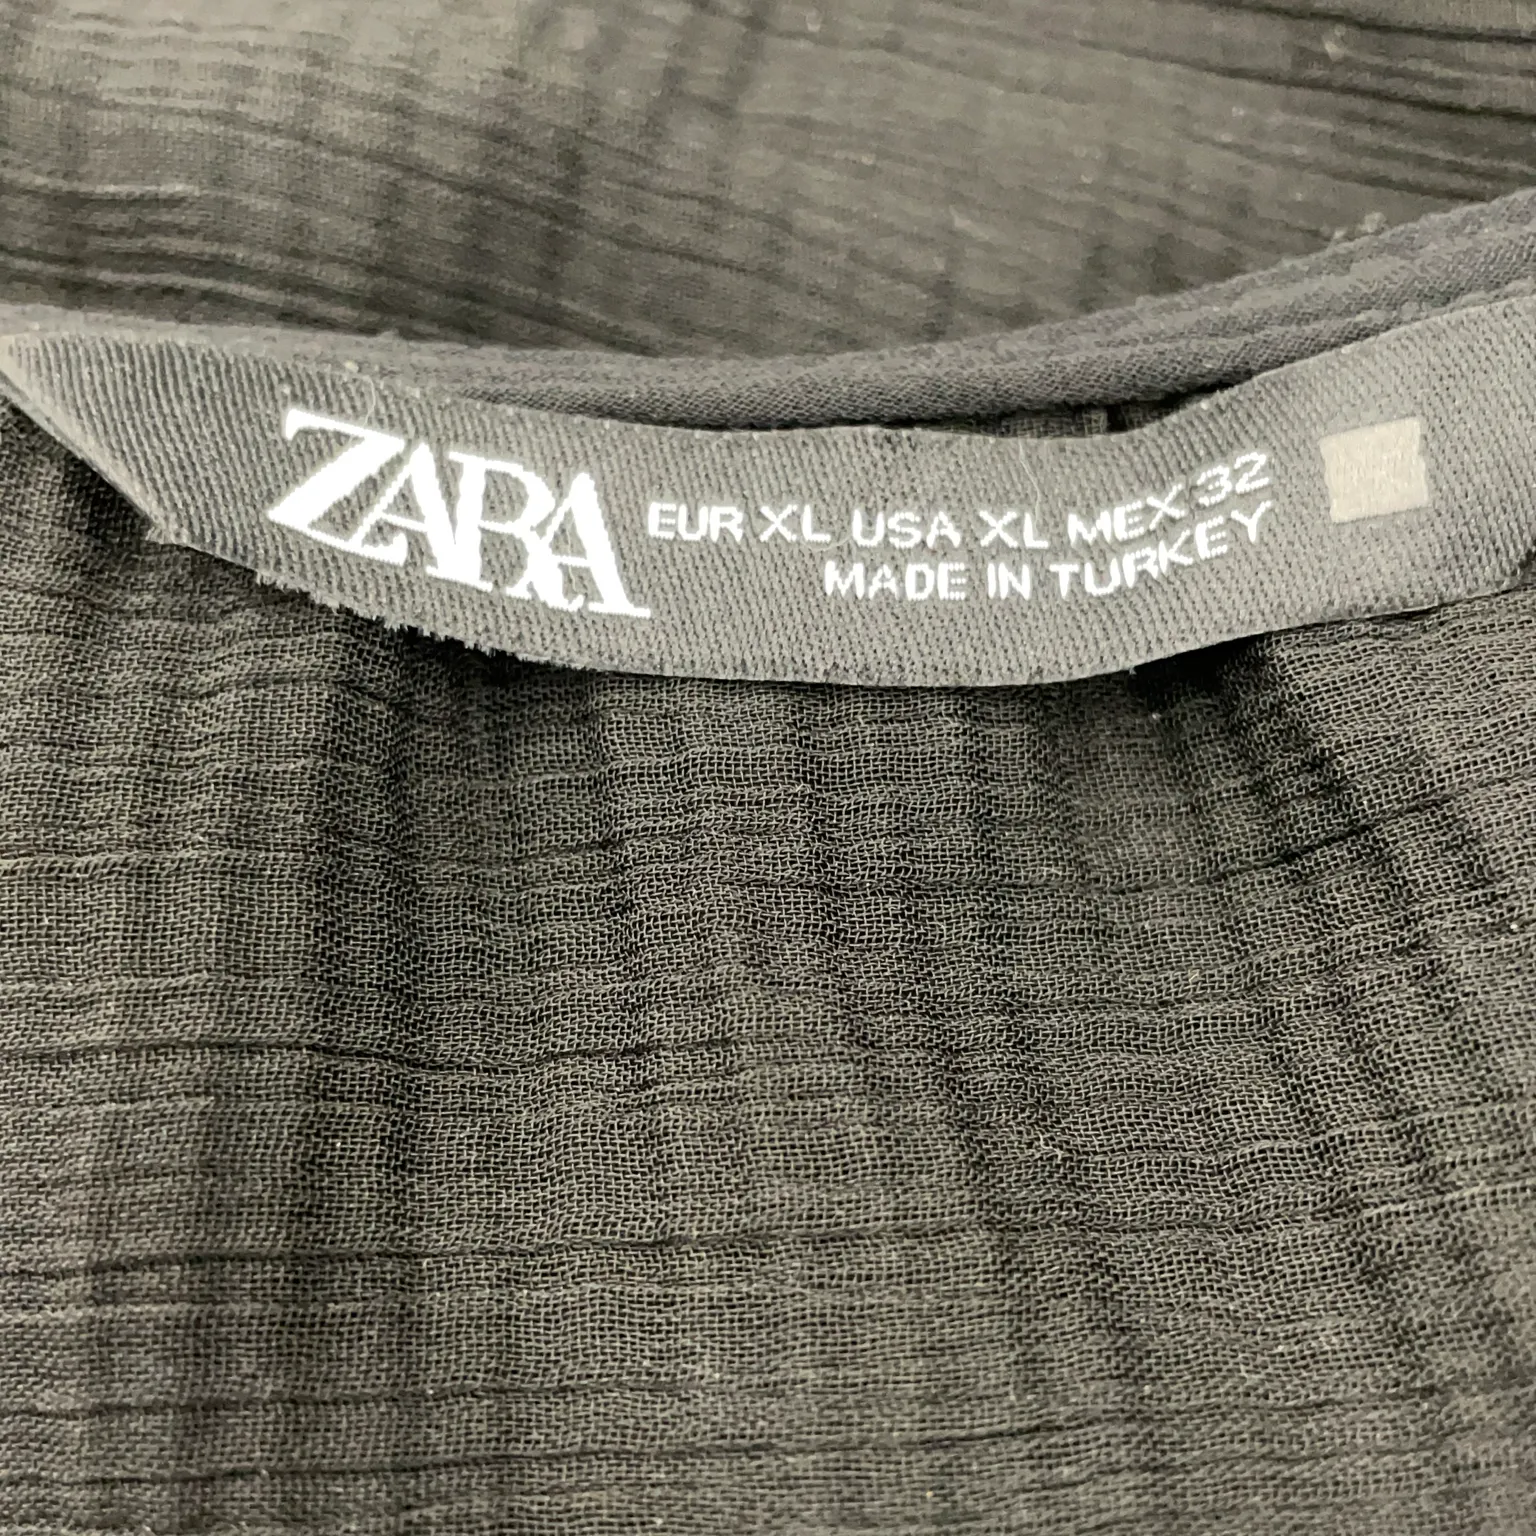 ZARA
EUR XL USA XL MEX 32
MADE IN TURKEY